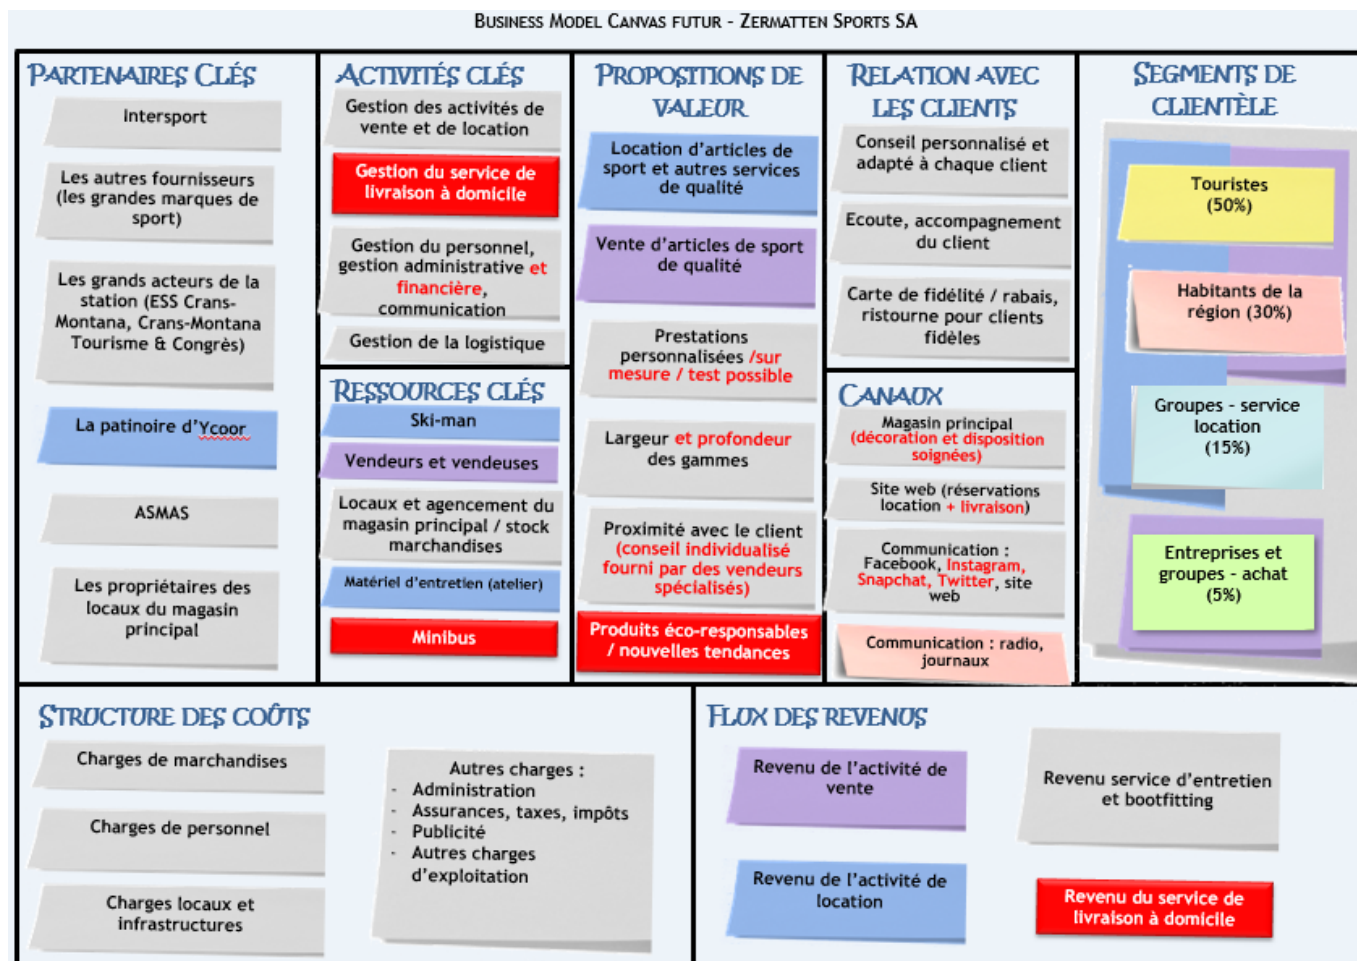 BUSINESS MODEL CANVAS FUTUR - ZERMATTEN SPORTS SA
PARTENAIRES CLÉS
Intersport
Les autres fournisseurs
(les grandes marques de
sport)
Les grands acteurs de la
station (ESS Crans-
Montana, Crans-Montana
Tourisme & Congrès)
La patinoire d'Ycoor
ASMAS
Les propriétaires des
locaux du magasin
principal
ACTIVITÉS CLÉS
Gestion des activités de
vente et de location
Gestion du service de
livraison à domicile
Gestion du personnel,
gestion administrative et
financière,
communication
Gestion de la logistique
RESSOURCES CLÉS
Ski-man
Vendeurs et vendeuses
Locaux et agencement du
magasin principal / stock
marchandises
Matériel d'entretien (atelier)
Minibus
PROPOSITIONS DE
VALEUR
Location d'articles de
sport et autres services
de qualité
Vente d'articles de sport
de qualité
Prestations
personnalisées /sur
mesure / test possible
Largeur et profondeur
des gammes
Proximité avec le client
(conseil individualisé
fourni par des vendeurs
spécialisés)
Produits éco-responsables
/ nouvelles tendances
RELATION AVEC
LES CLIENTS
Conseil personnalisé et
adapté à chaque client
Ecoute, accompagnement
du client
Carte de fidélité / rabais,
ristourne pour clients
fidèles
CANAUX
Magasin principal
(décoration et disposition
soignées)
Site web (réservations
location + livraison)
Communication :
Facebook, Instagram,
Snapchat, Twitter, site
web
Communication : radio,
journaux
SEGMENTS DE
CLIENTÈLE
Touristes
(50%)
Habitants de la
région (30%)
Groupes - service
location
(15%)
Entreprises et
groupes - achat
(5%)
STRUCTURE DES COÛTS
Charges de marchandises
Charges de personnel
Charges locaux et
infrastructures
Autres charges :
- Administration
- Assurances, taxes, impôts
- Publicité
- Autres charges
d'exploitation
FLUX DES REVENUS
Revenu de l'activité de
vente
Revenu de l'activité de
location
Revenu service d'entretien
et bootfitting
Revenu du service de
livraison à domicile